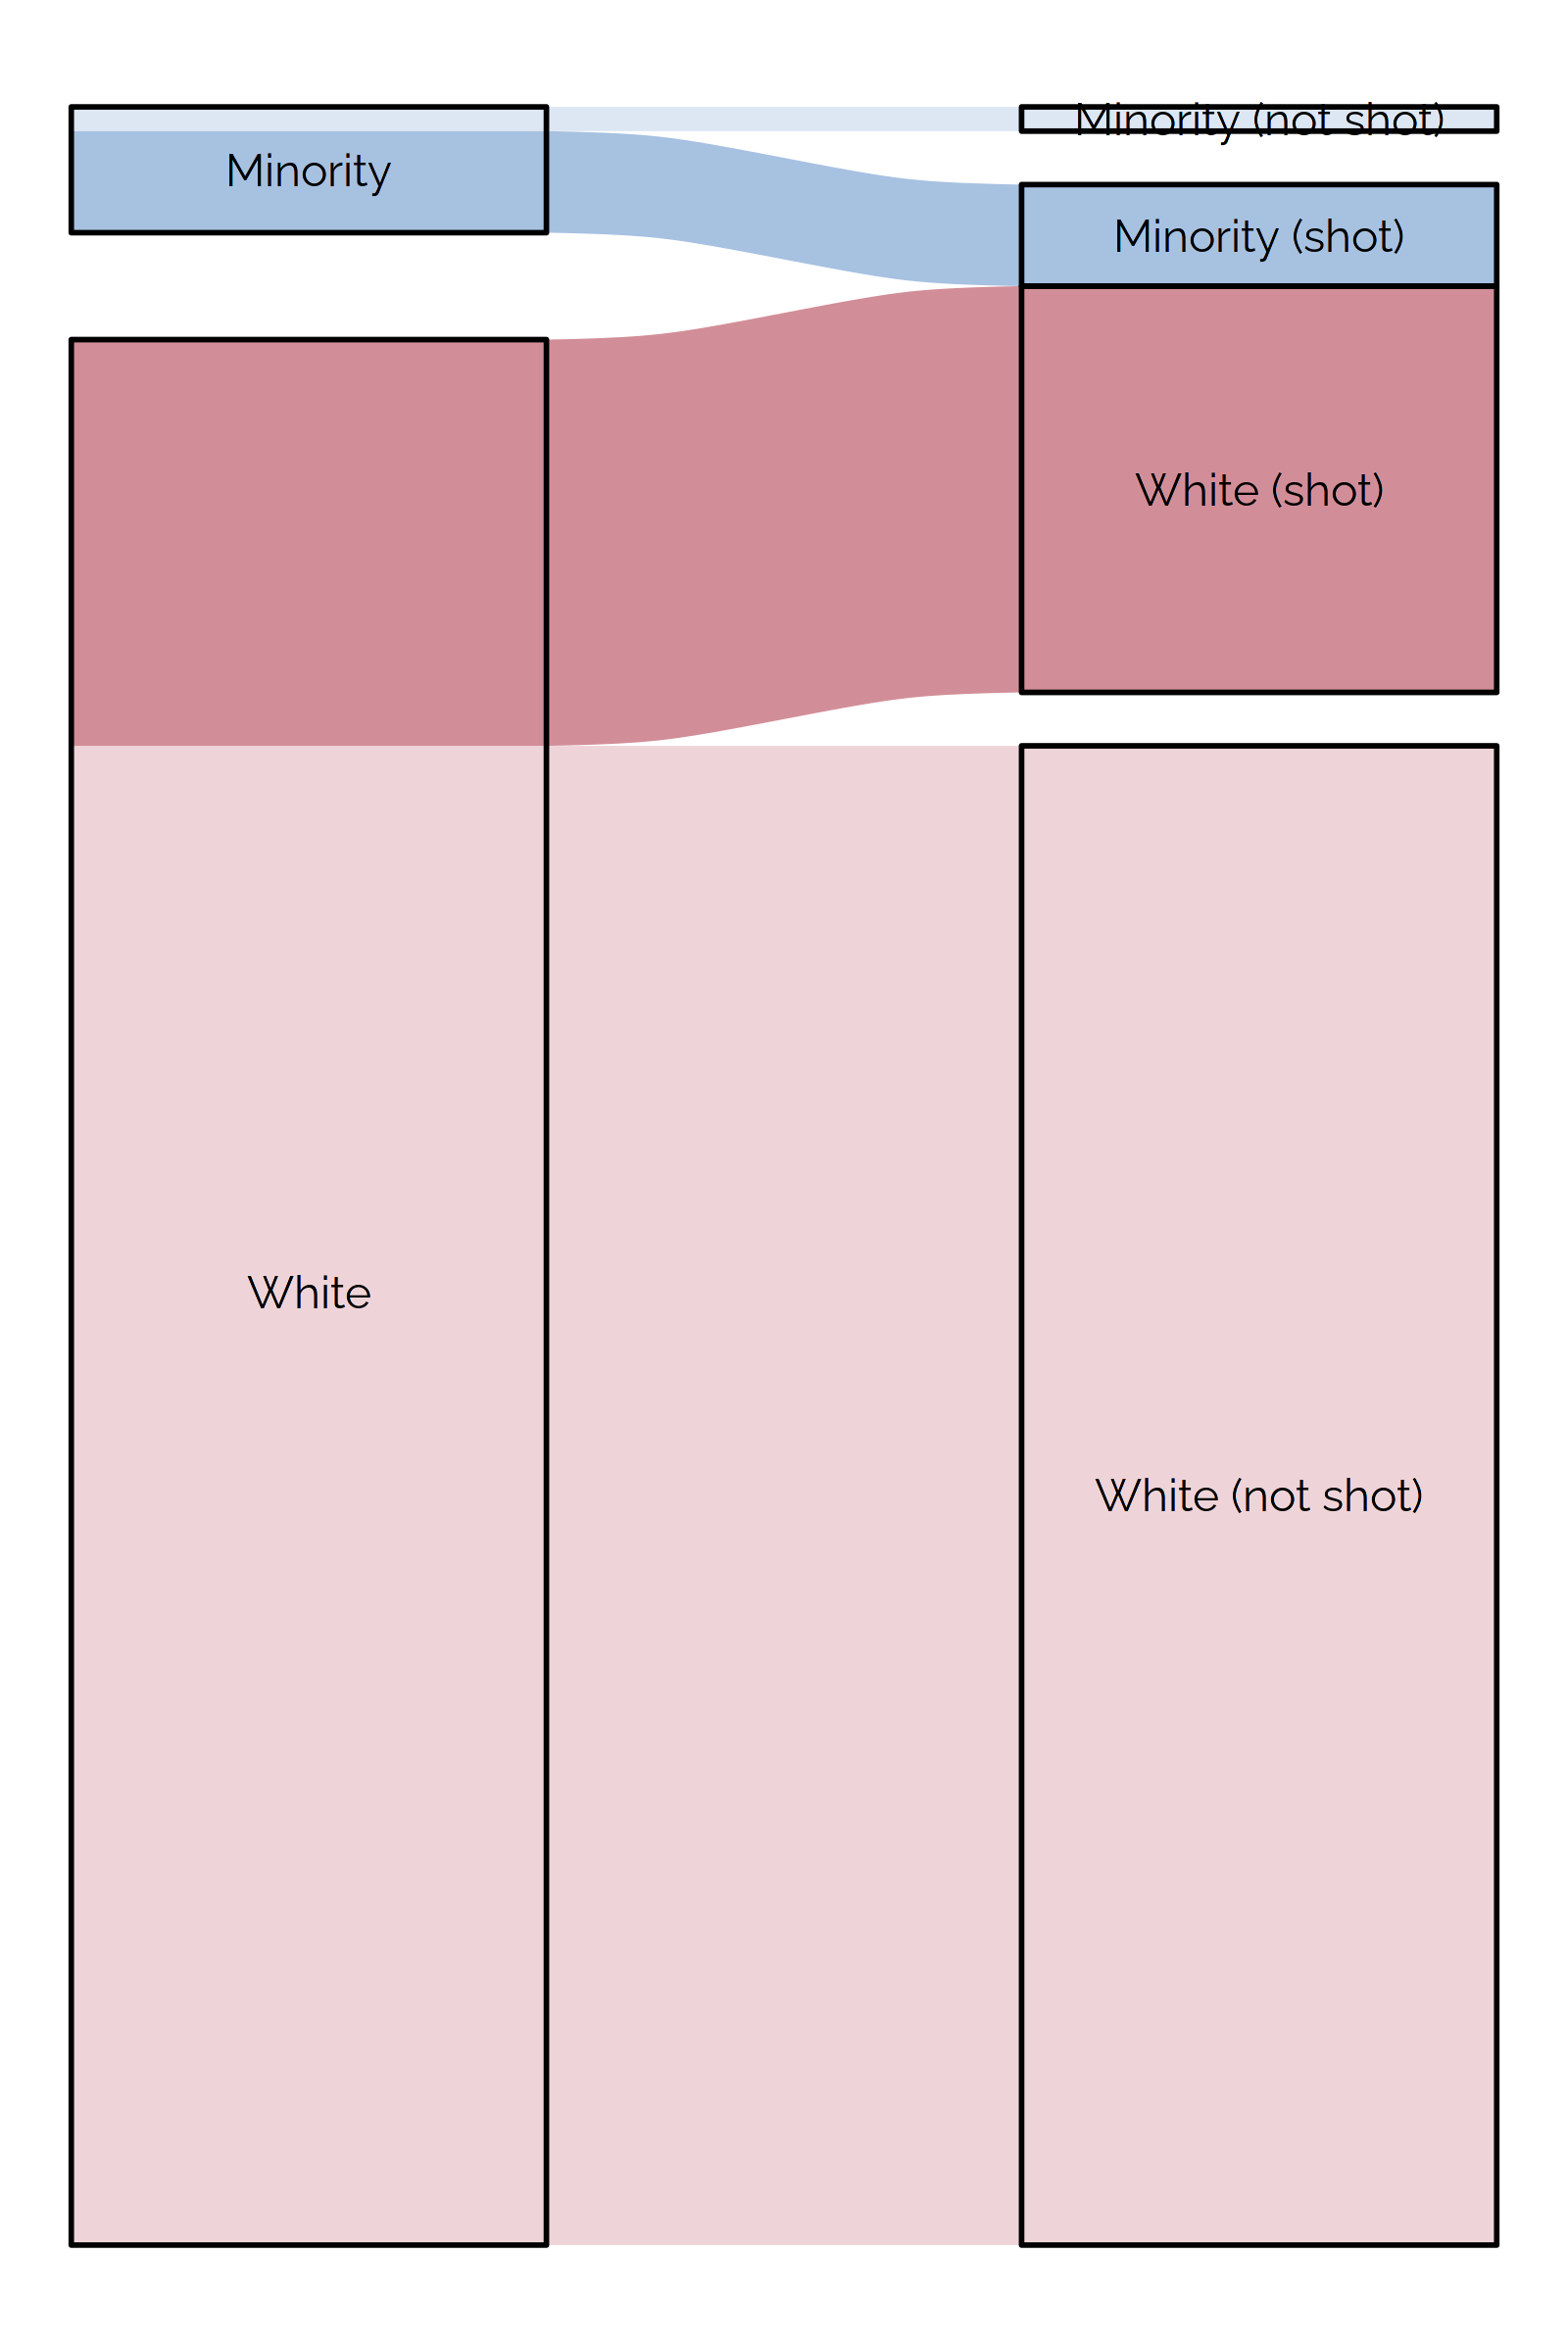 Minority (not shot)
Minority
Minority (shot)
White (shot)
White
White (not shot)